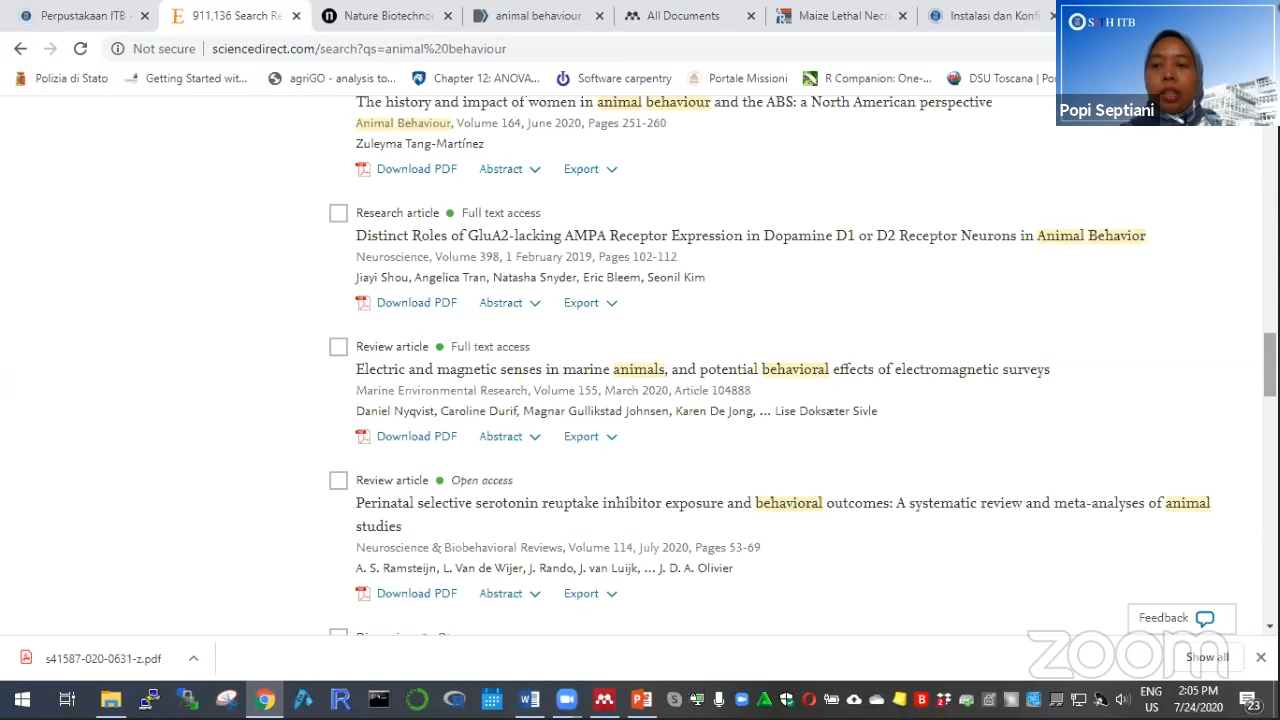 Perpustakaan ITB -
911,136 Search Re
Nature Biotechno
animal behaviour
All Documents
Maize Lethal Nec
Instalasi dan Konfi
Not secure
sciencedirect.com/search?qs=animal%20behaviour
Polizia di Stato
Getting Started wit...
agriGO - analysis to...
Chapter 12: ANOVA...
Software carpentry
Portale Missioni
R Companion: One-...
DSU Toscana | Po
SITH ITB
Popi Septiani
The history and impact of women in animal behaviour and the ABS: a North American perspective
Animal Behaviour, Volume 164, June 2020, Pages 251-260
Zuleyma Tang-Martínez
Download PDF Abstract Export
Research article Full text access
Distinct Roles of GluA2-lacking AMPA Receptor Expression in Dopamine D1 or D2 Receptor Neurons in Animal Behavior
Neuroscience, Volume 398, 1 February 2019, Pages 102-112
Jiayi Shou, Angelica Tran, Natasha Snyder, Eric Bleem, Seonil Kim
Download PDF Abstract Export
Review article Full text access
Electric and magnetic senses in marine animals, and potential behavioral effects of electromagnetic surveys
Marine Environmental Research, Volume 155, March 2020, Article 104888
Daniel Nyqvist, Caroline Durif, Magnar Gullikstad Johnsen, Karen De Jong, ... Lise Doksæter Sivle
Download PDF Abstract Export
Review article Open access
Perinatal selective serotonin reuptake inhibitor exposure and behavioral outcomes: A systematic review and meta-analyses of animal
studies
Neuroscience & Biobehavioral Reviews, Volume 114, July 2020, Pages 53-69
A. S. Ramsteijn, L. Van de Wijer, J. Rando, J. van Luijk, ... J. D. A. Olivier
Download PDF Abstract Export
Feedback
s41587-020-0631-z.pdf
Show all
zoom
ENG
US
2:05 PM
7/24/2020
23